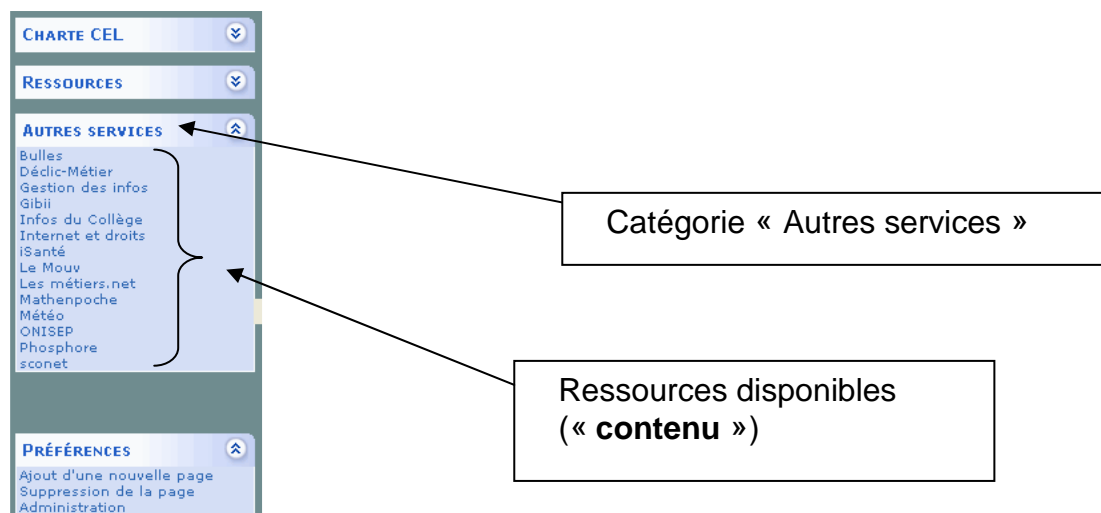 CHARTE CEL
RESSOURCES
AUTRES SERVICES
Bulles
Déclic-Métier
Gestion des infos
Gibii
Infos du Collège
Internet et droits
iSanté
Le Mouv
Les métiers.net
Mathenpoche
Météo
ONISEP
Phosphore
sconet
PRÉFÉRENCES
Ajout d'une nouvelle page
Suppression de la page
Administration
Catégorie « Autres services »
Ressources disponibles
(« contenu »)